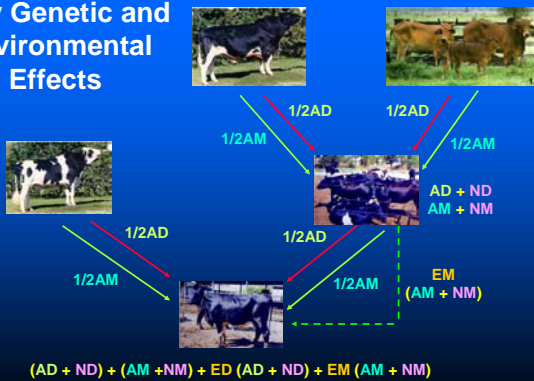 Genetic and
vironmental
Effects
1/2AD
1/2AD
1/2AM
1/2AM
AD + ND
AM + NM
1/2AD
1/2AD
1/2AM
1/2AM
EM
(AM + NM)
(AD + ND) + (AM +NM) + ED (AD + ND) + EM (AM + NM)